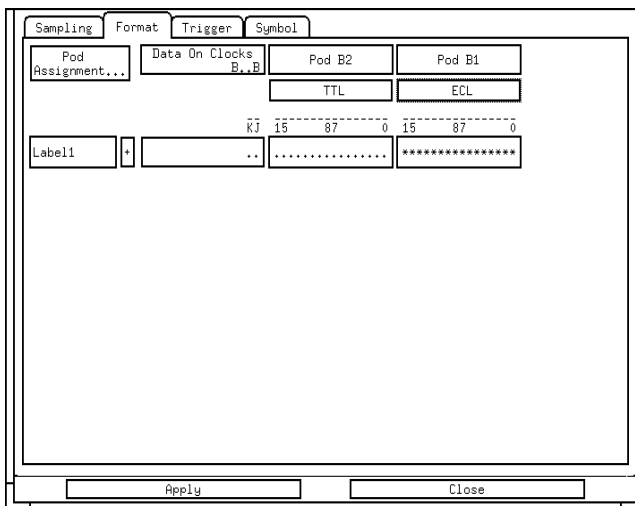 Sampling Format Trigger Symbol
Pod Assignment... Data On Clocks B..B Pod B2 Pod B1
TTL ECL
KJ 15 87 0 15 87 0
Label1 + .. ................ ****************
Apply Close